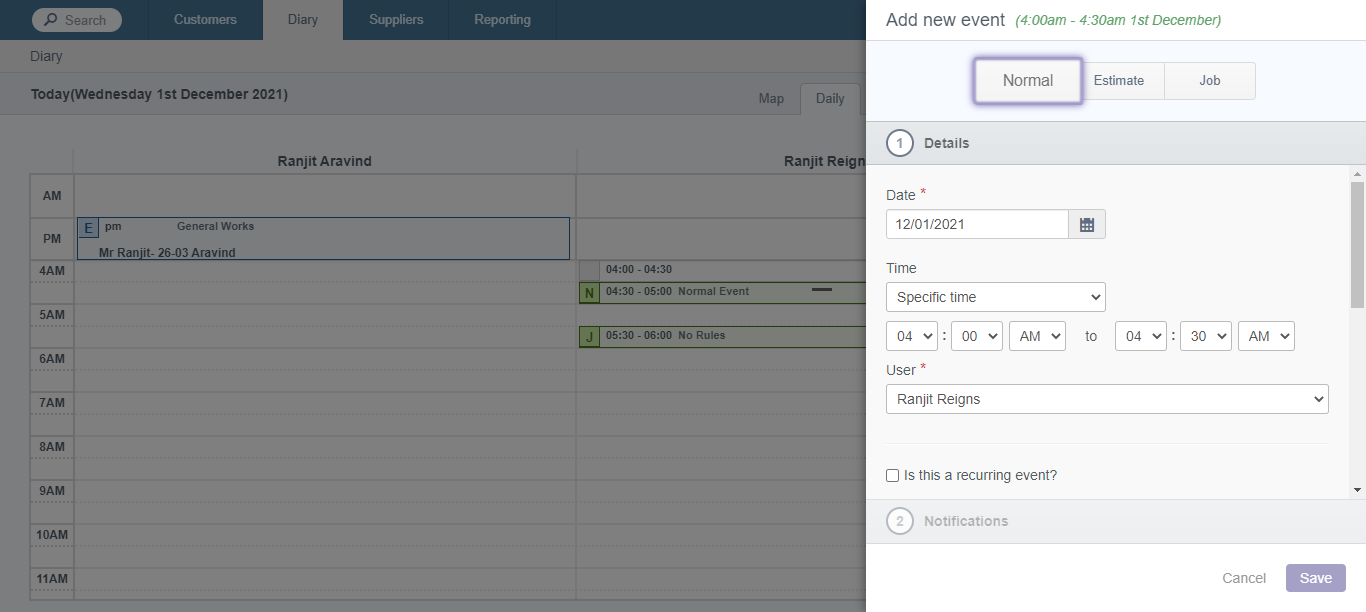 Search Customers Diary Suppliers Reporting
Diary
Today(Wednesday 1st December 2021)
Map Daily
Ranjit Aravind Ranjit Reign
AM
PM
E pm General Works
Mr Ranjit- 26-03 Aravind
4AM
04:00 - 04:30
N 04:30 - 05:00 Normal Event
5AM
J 05:30 - 06:00 No Rules
6AM
7AM
8AM
9AM
10AM
11AM
Add new event (4:00am - 4:30am 1st December)
Normal Estimate Job
1 Details
Date *
12/01/2021
Time
Specific time
04 : 00 AM to 04 : 30 AM
User *
Ranjit Reigns
Is this a recurring event?
2 Notifications
Cancel Save